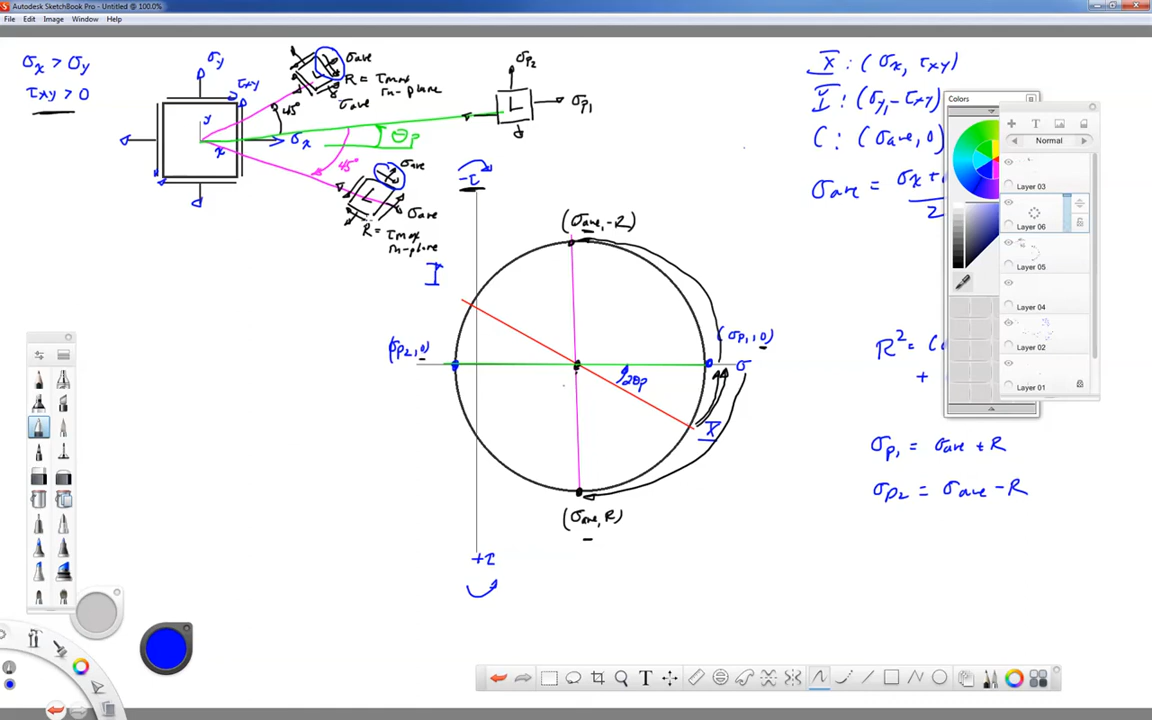 Autodesk SketchBook Pro - Untitled @ 100.0%
File Edit Image Window Help
σx > σy
τxy > 0
σy
τxy
σx
y
x
45°
σave
R = τmax
in-plane
σave
θp
45°
σp2
σp1
σave
σave
R = τmax
in-plane
X : (σx, τxy)
Y : (σy, -τxy)
C : (σave, 0)
σave = σx +
2
-τ
(σave, -R)
Y
(σp2, 0)
(σp1, 0)
σ
2θp
X
(σave, R)
+τ
R² =
+
σp1 = σave + R
σp2 = σave - R
Colors
Normal
Layer 03
Layer 06
Layer 05
Layer 04
Layer 02
Layer 01
T